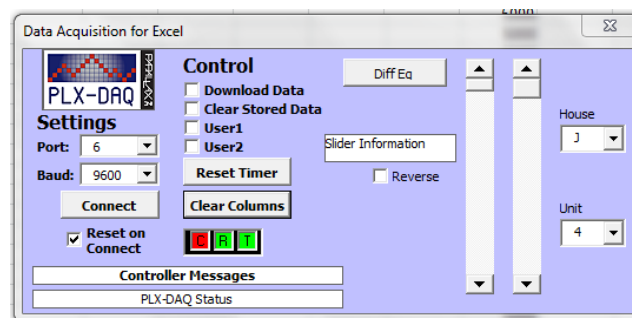 6000
Data Acquisition for Excel
PLX-DAQ
PARALLAX
Control
Download Data
Clear Stored Data
User1
User2
Reset Timer
Clear Columns
C R T
Settings
Port: 6
Baud: 9600
Connect
Reset on
Connect
Diff Eq
Slider Information
Reverse
House
J
Unit
4
Controller Messages
PLX-DAQ Status